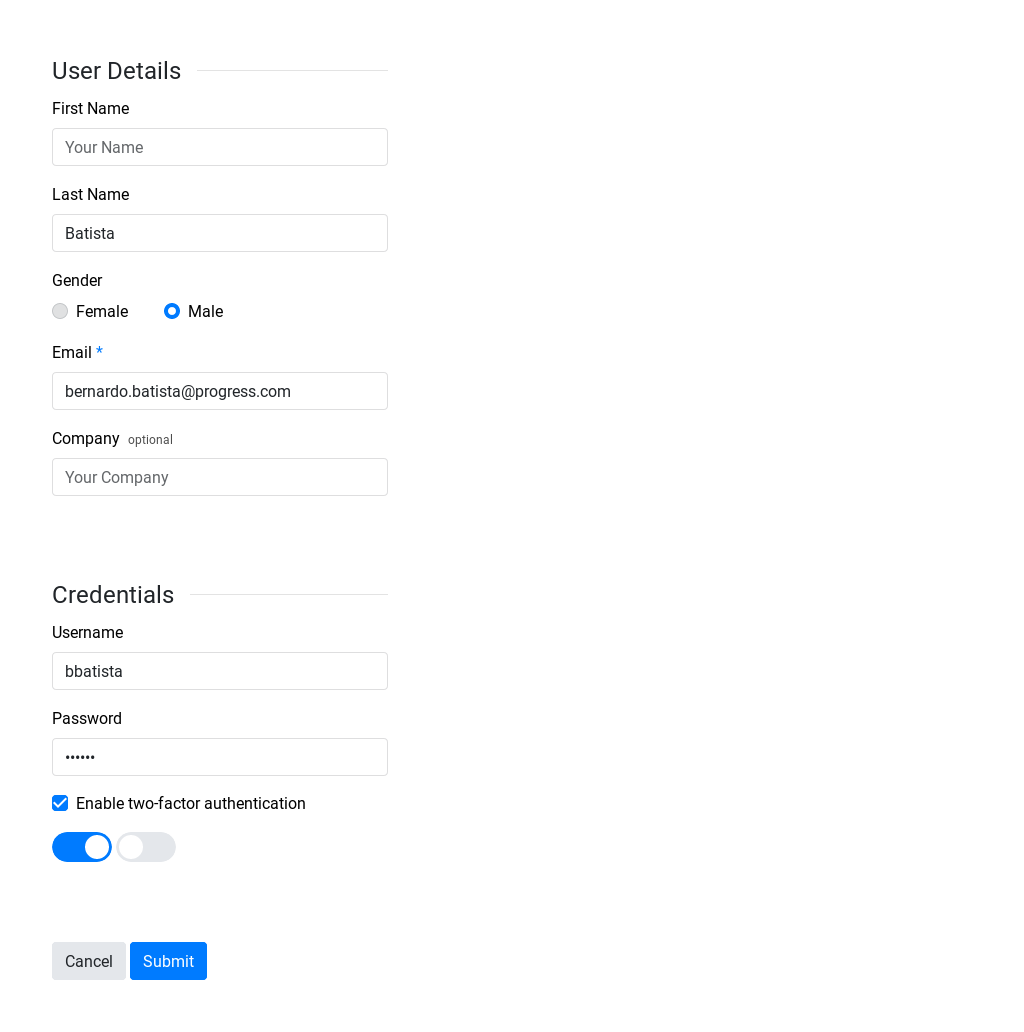 User Details
First Name
Your Name
Last Name
Batista
Gender
Female Male
Email *
bernardo.batista@progress.com
Company optional
Your Company
Credentials
Username
bbatista
Password
••••••
Enable two-factor authentication
Cancel Submit